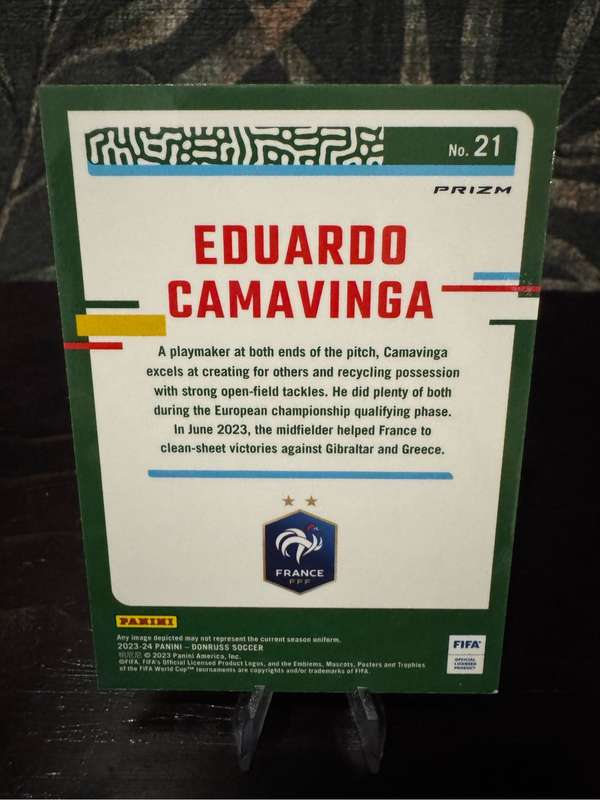 No. 21
PRIZM
EDUARDO
CAMAVINGA
A playmaker at both ends of the pitch, Camavinga
excels at creating for others and recycling possession
with strong open-field tackles. He did plenty of both
during the European championship qualifying phase.
In June 2023, the midfielder helped France to
clean-sheet victories against Gibraltar and Greece.
FRANCE
FFF
PANINI
Any image depicted may not represent the current season uniform.
2023-24 PANINI – DONRUSS SOCCER
帕尼尼 © 2023 Panini America, Inc.
©FIFA, FIFA's Official Licensed Product Logos, and the Emblems, Mascots, Posters and Trophies
of the FIFA World Cup™ tournaments are copyrights and/or trademarks of FIFA.
FIFA
OFFICIAL
LICENSED
PRODUCT